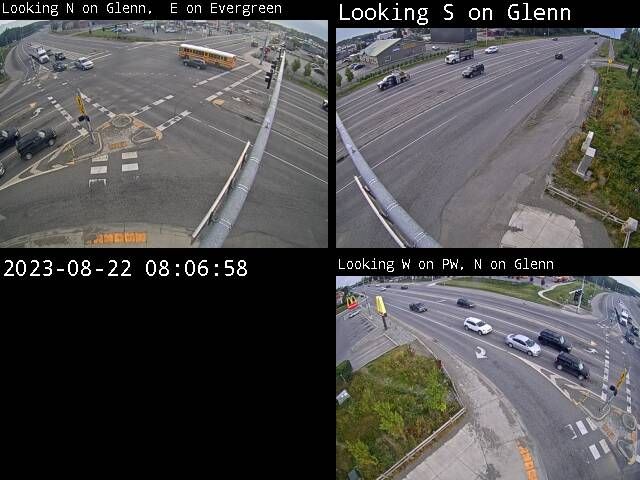 Looking N on Glenn,  E on Evergreen
Looking S on Glenn
2023-08-22 08:06:58
Looking W on PW, N on Glenn